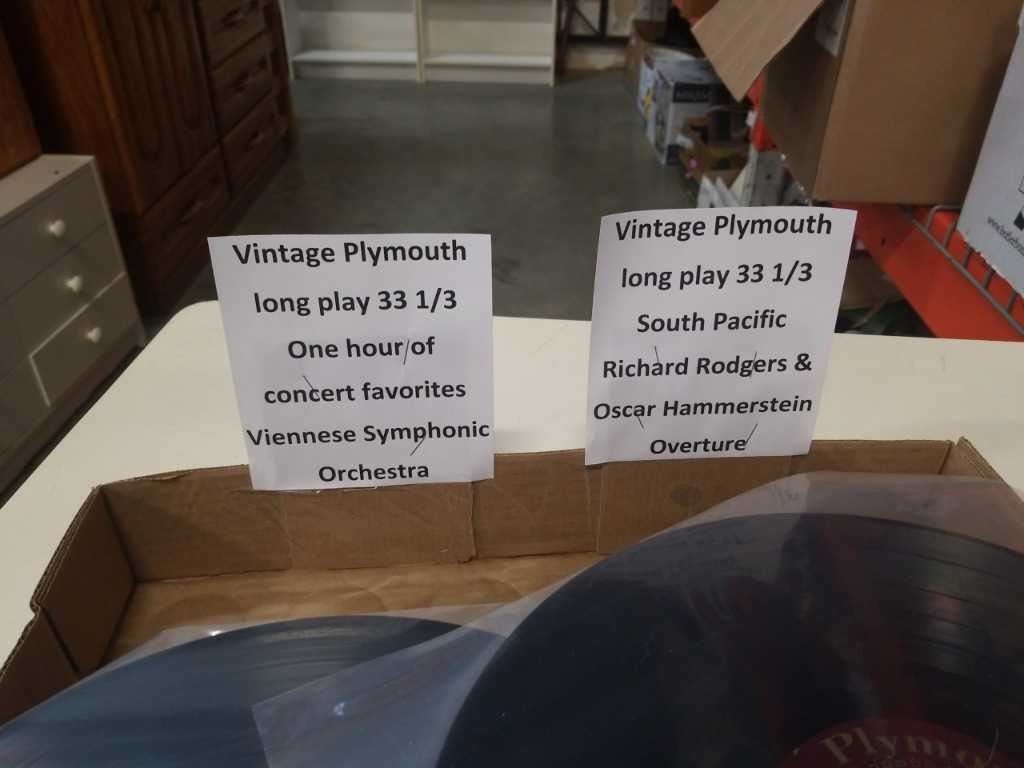 Vintage Plymouth
long play 33 1/3
One hour of
concert favorites
Viennese Symphonic
Orchestra
Vintage Plymouth
long play 33 1/3
South Pacific
Richard Rodgers &
Oscar Hammerstein
Overture